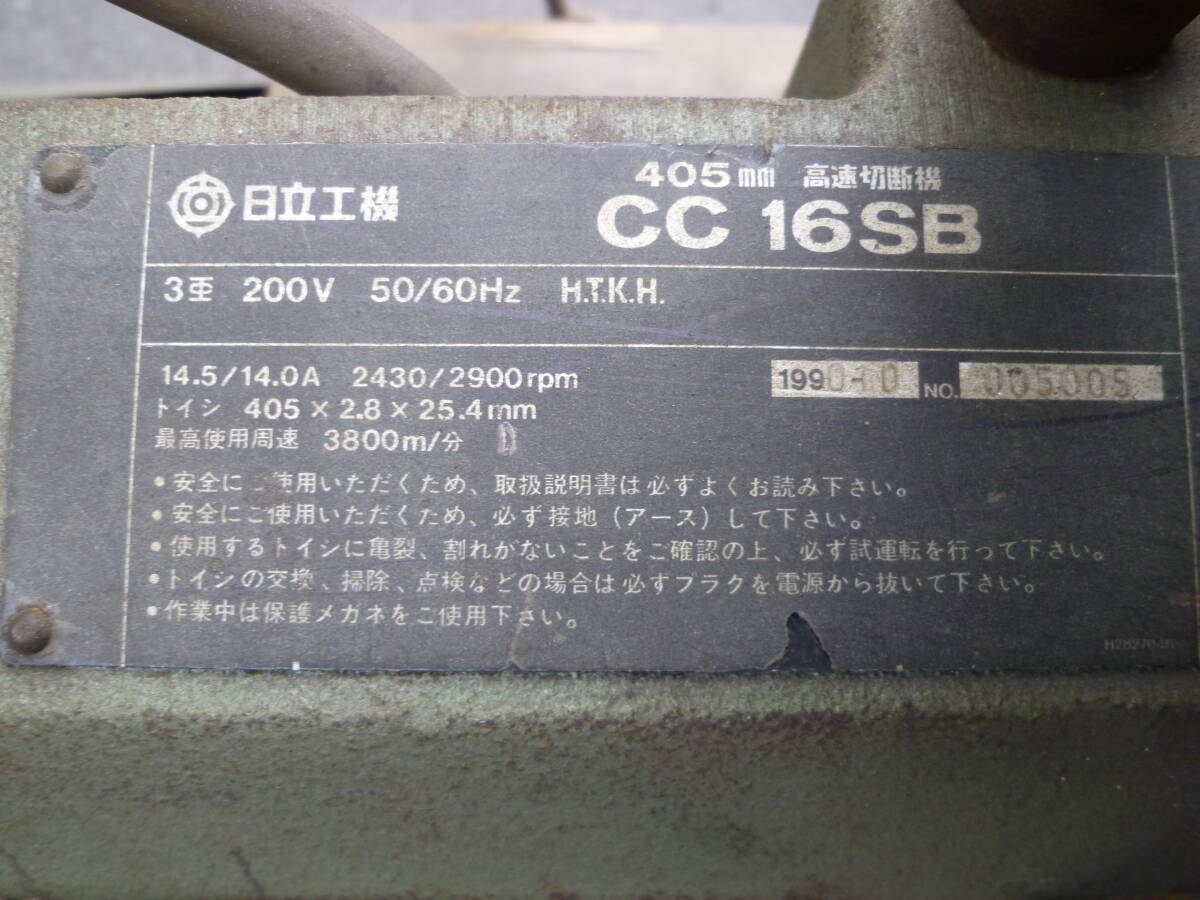 日立工機
405mm 高速切断機
CC 16SB
3相 200V 50/60Hz H.T.K.H.
14.5/14.0A 2430/2900rpm
1990-10 NO. 005005
トイシ 405×2.8×25.4mm
最高使用周速 3800m/分 D
•安全に 使用いただくため、取扱説明書は必ずよくお読み下さい。
•安全にご使用いただくため、必ず接地(アース)して下さい。
•使用するトイシに亀裂、割れがないことをご確認の上、必ず試運転を行って下さい。
•トイシの交換、掃除、点検などの場合は必ずプラグを電源から抜いて下さい。
•作業中は保護メガネをご使用下さい。